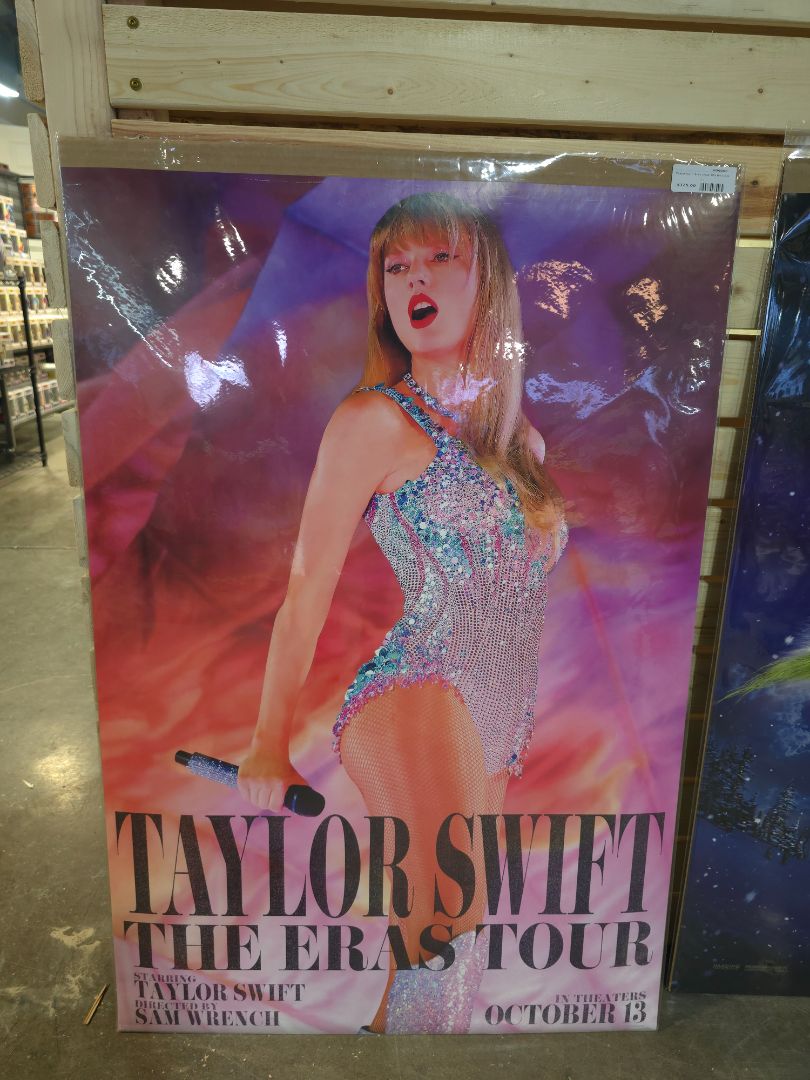 TAYLOR SWIFT
THE ERAS TOUR
STARRING
TAYLOR SWIFT
DIRECTED BY
SAM WRENCH
IN THEATERS
OCTOBER 13